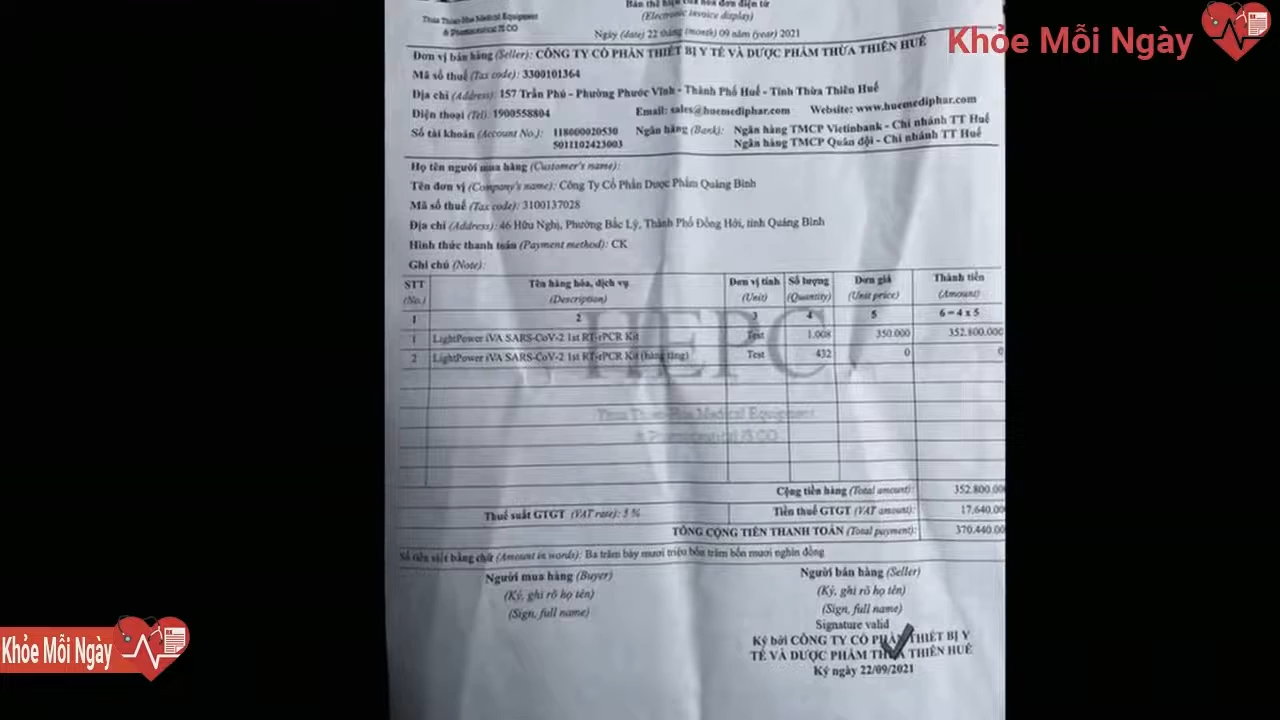 Bản thể hiện của hóa đơn điện tử
Thua Thien-Hue Medical Equipment
(Electronic invoice display)
& Pharmaceutical JS CO
Ngày (date) 22 tháng (month) 09 năm (year) 2021
Khỏe Mỗi Ngày
Đơn vị bán hàng (Seller): CÔNG TY CỔ PHẦN THIẾT BỊ Y TẾ VÀ DƯỢC PHẨM THỪA THIÊN HUẾ
Mã số thuế (Tax code): 3300101364
Địa chỉ (Address): 157 Trần Phú - Phường Phước Vĩnh - Thành Phố Huế - Tỉnh Thừa Thiên Huế
Điện thoại (Tel): 1900558804 Email: sales@huemediphar.com Website: www.huemediphar.com
Số tài khoản (Account No.): 118000020530 Ngân hàng (Bank): Ngân hàng TMCP Vietinbank - Chi nhánh TT Huế
5011102423003 Ngân hàng TMCP Quân đội - Chi nhánh TT Huế
Họ tên người mua hàng (Customer's name):
Tên đơn vị (Company's name): Công Ty Cổ Phần Dược Phẩm Quảng Bình
Mã số thuế (Tax code): 3100137028
Địa chỉ (Address): 46 Hữu Nghị, Phường Bắc Lý, Thành Phố Đồng Hới, tỉnh Quảng Bình
Hình thức thanh toán (Payment method): CK
Ghi chú (Note):
STT Tên hàng hóa, dịch vụ Đơn vị tính Số lượng Đơn giá Thành tiền
(No.) (Description) (Unit) (Quantity) (Unit price) (Amount)
1 2 3 4 5 6 = 4 x 5
1 LightPower iVA SARS-CoV-2 1st RT-rPCR Kit Test 1.008 350.000 352.800.000
2 LightPower iVA SARS-CoV-2 1st RT-rPCR Kit (hàng tặng) Test 432 0 0
HEPC
Thua Thien-Hue Medical Equipment
& Pharmaceutical JS CO
Cộng tiền hàng (Total amount): 352.800.00
Thuế suất GTGT (VAT rate): 5 % Tiền thuế GTGT (VAT amount): 17.640.00
TỔNG CỘNG TIỀN THANH TOÁN (Total payment): 370.440.00
Số tiền viết bằng chữ (Amount in words): Ba trăm bảy mươi triệu bốn trăm bốn mươi nghìn đồng
Người mua hàng (Buyer) Người bán hàng (Seller)
(Ký, ghi rõ họ tên) (Ký, ghi rõ họ tên)
(Sign, full name) (Sign, full name)
Signature valid
Ký bởi CÔNG TY CỔ PHẦN THIẾT BỊ Y
TẾ VÀ DƯỢC PHẨM THỪA THIÊN HUẾ
Ký ngày 22/09/2021
Khỏe Mỗi Ngày